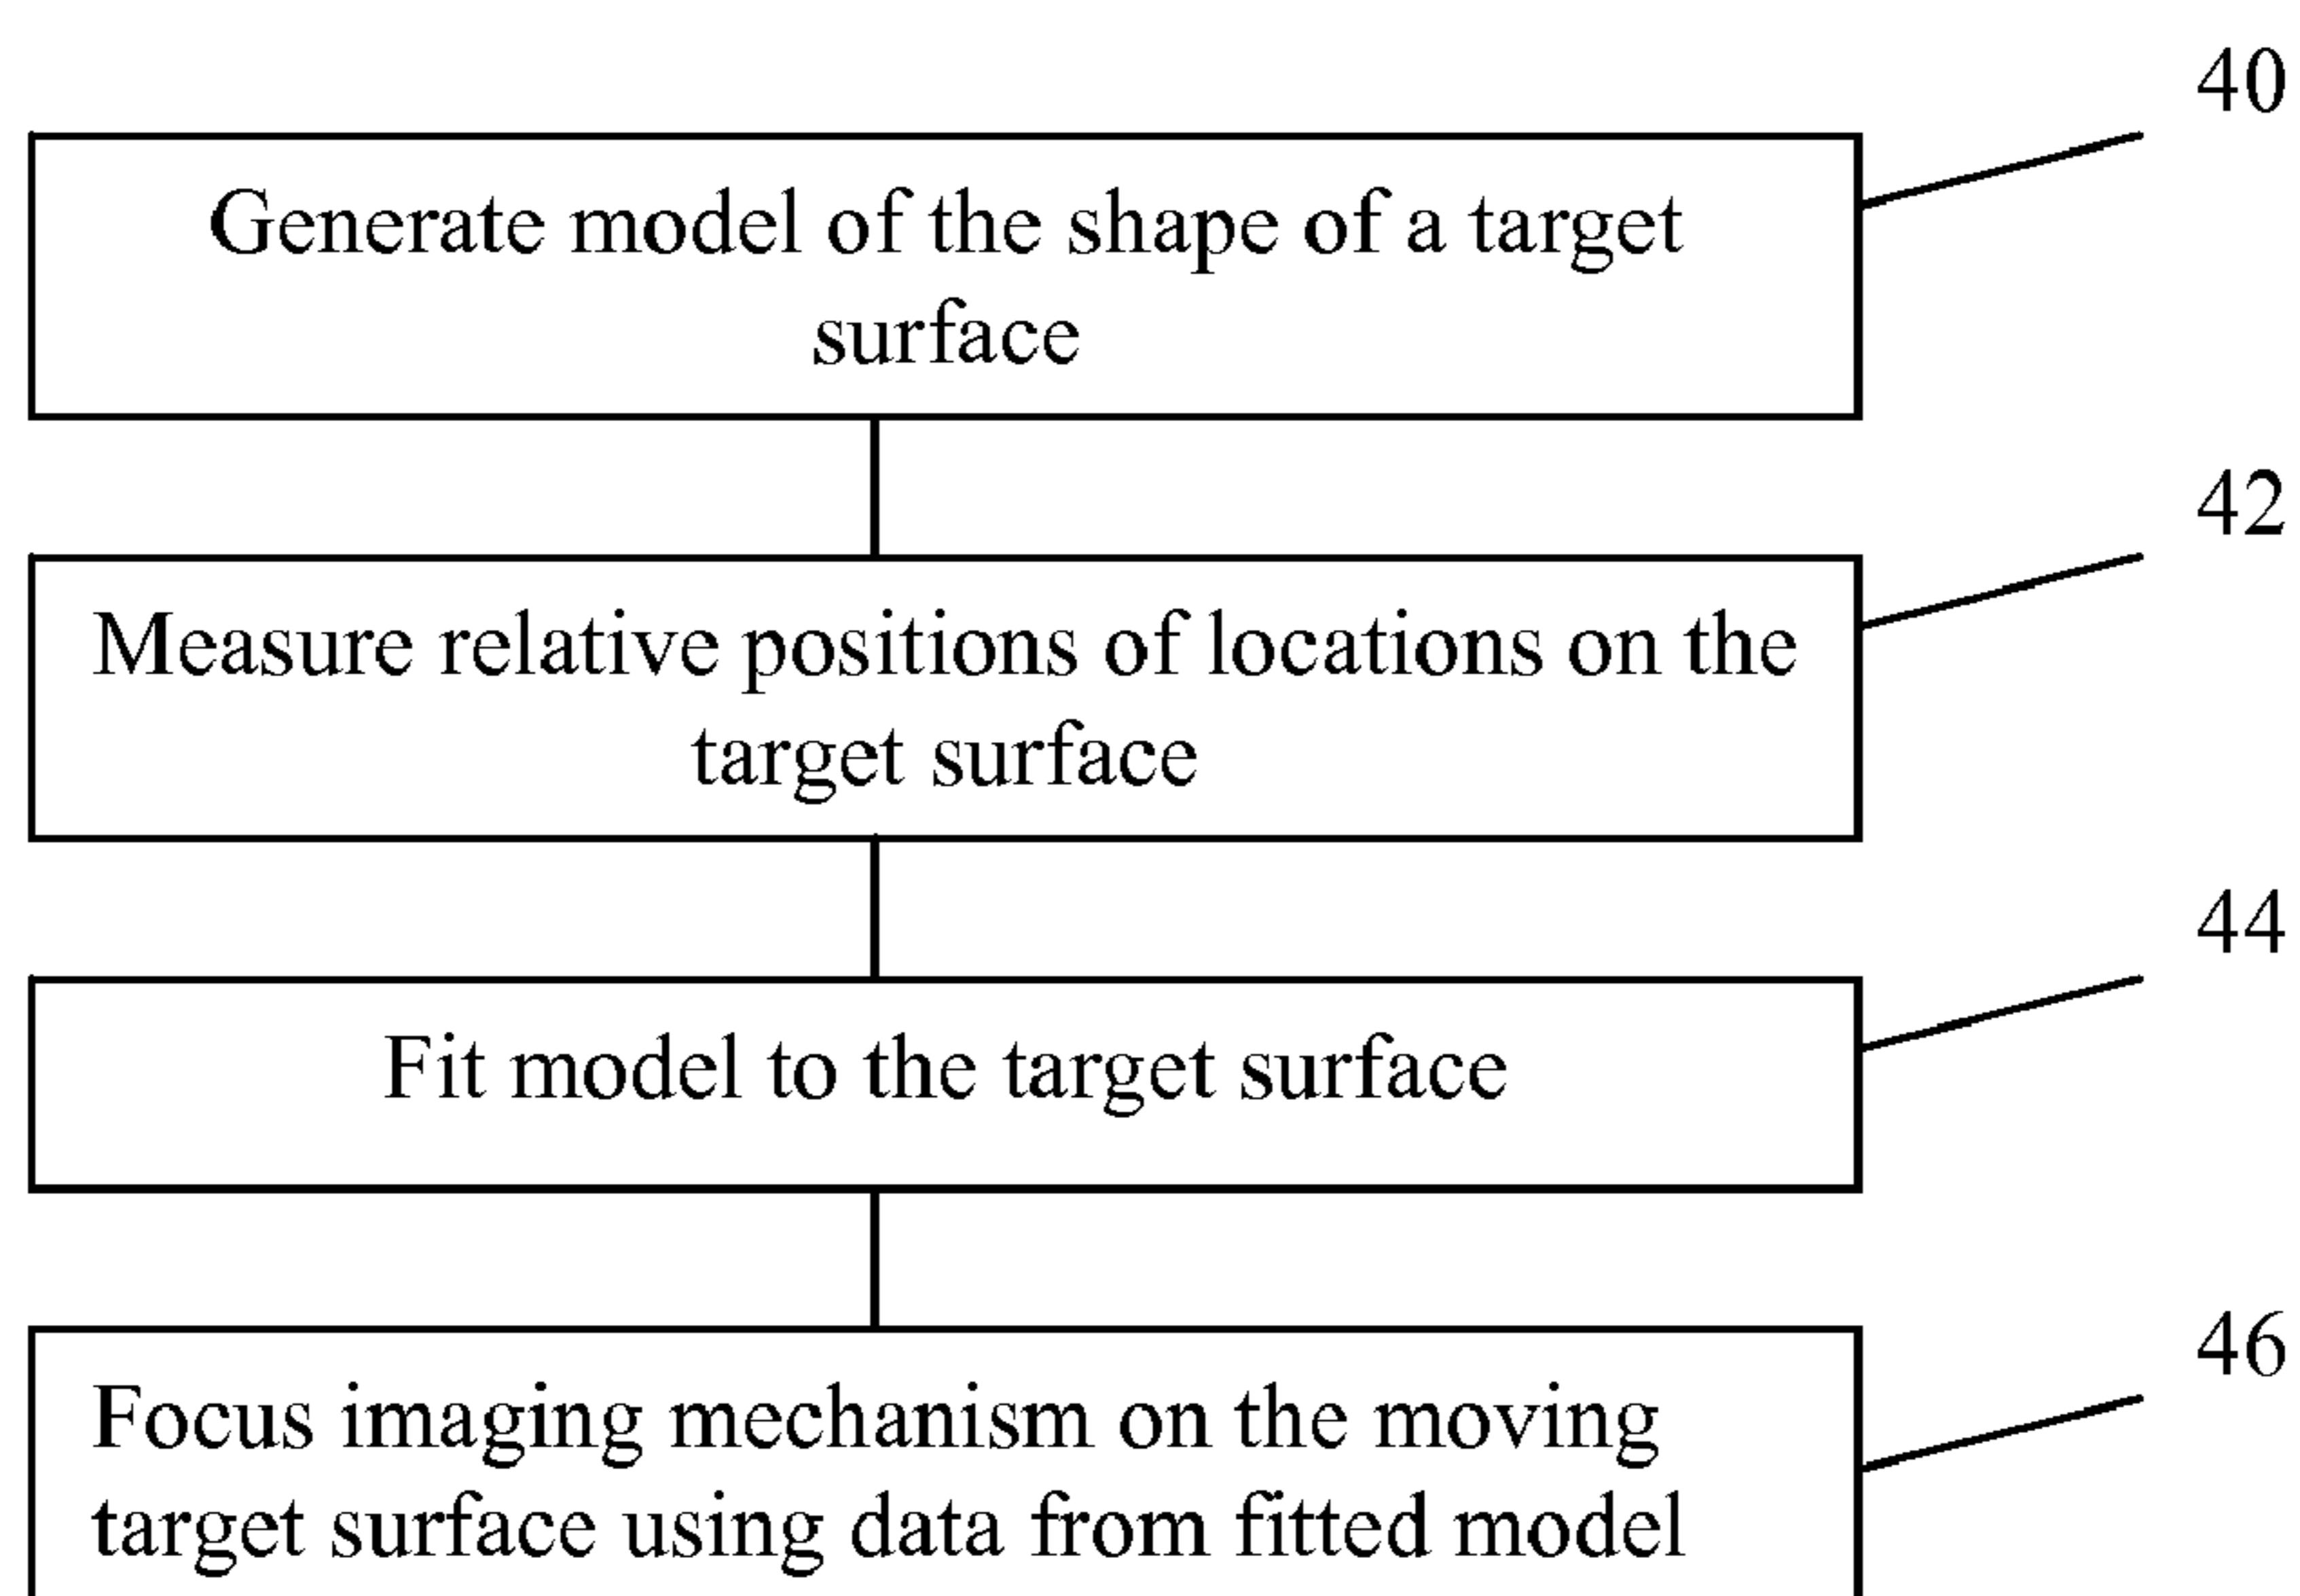 40
Generate model of the shape of a target
surface
42
Measure relative positions of locations on the
target surface
44
Fit model to the target surface
46
Focus imaging mechanism on the moving
target surface using data from fitted model